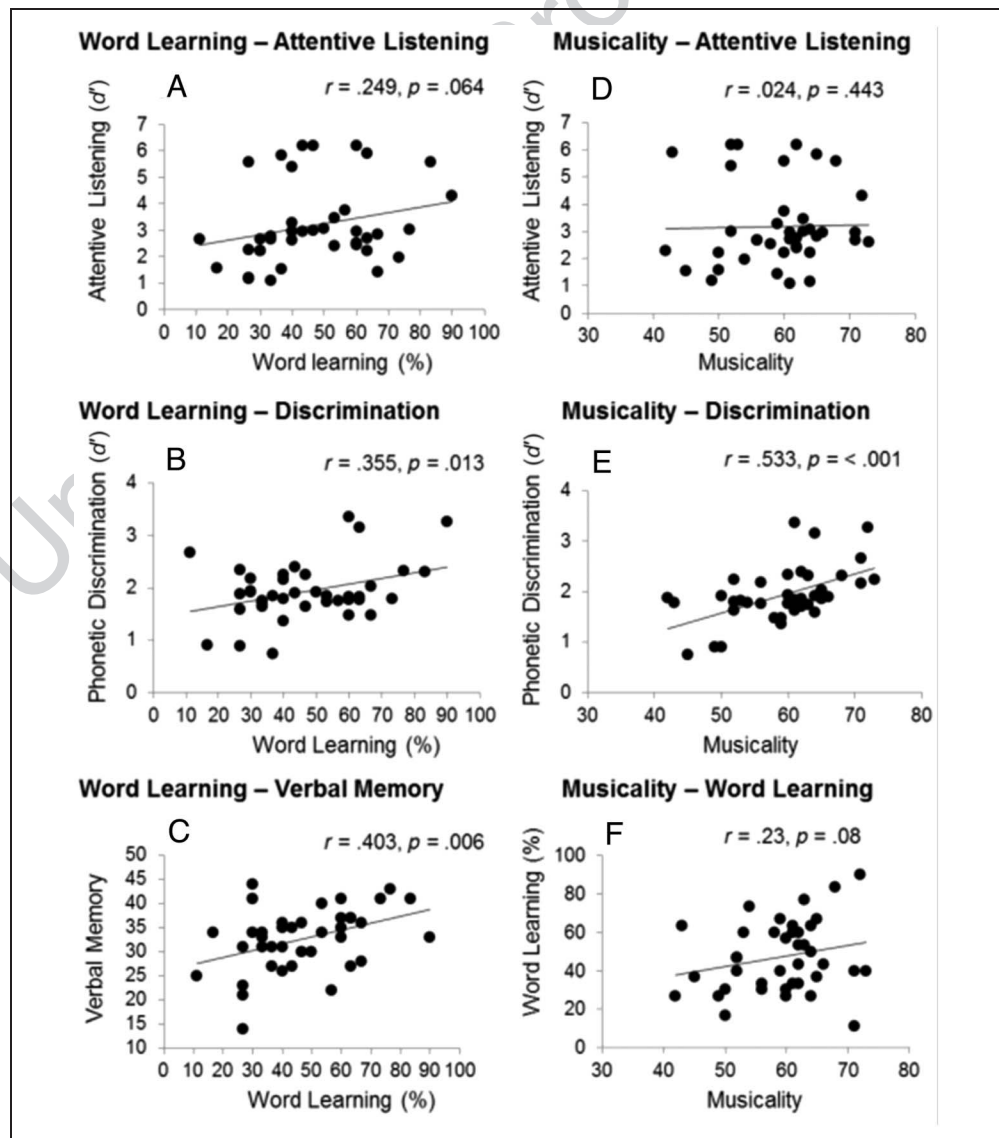 Word Learning – Attentive Listening
A
r = .249, p = .064
Attentive Listening (d′)
7
6
5
4
3
2
1
0
0 10 20 30 40 50 60 70 80 90 100
Word learning (%)
Musicality – Attentive Listening
D
r = .024, p = .443
Attentive Listening (d′)
7
6
5
4
3
2
1
0
30 40 50 60 70 80
Musicality
Word Learning – Discrimination
B
r = .355, p = .013
Phonetic Discrimination (d′)
4
3
2
1
0
0 10 20 30 40 50 60 70 80 90 100
Word Learning (%)
Musicality – Discrimination
E
r = .533, p = < .001
Phonetic Discrimination (d′)
4
3
2
1
0
30 40 50 60 70 80
Musicality
Word Learning – Verbal Memory
C
r = .403, p = .006
Verbal Memory
50
45
40
35
30
25
20
15
10
0 10 20 30 40 50 60 70 80 90 100
Word Learning (%)
Musicality – Word Learning
F
r = .23, p = .08
Word Learning (%)
100
80
60
40
20
0
30 40 50 60 70 80
Musicality